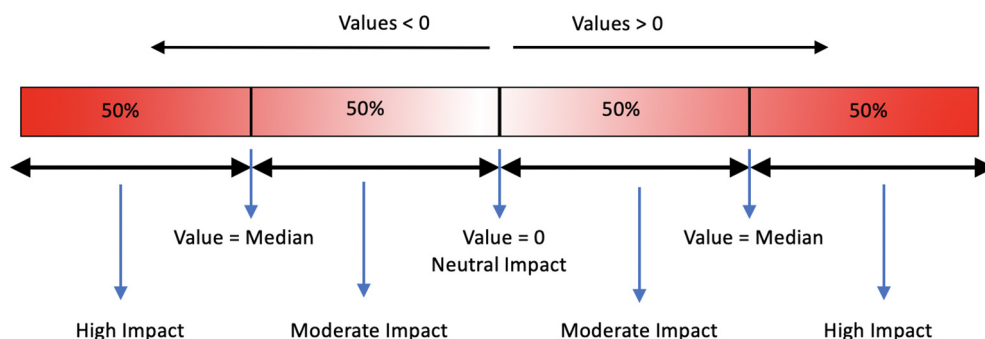 Values < 0
Values > 0
50%
50%
50%
50%
Value = Median
Value = 0
Neutral Impact
Value = Median
High Impact
Moderate Impact
Moderate Impact
High Impact